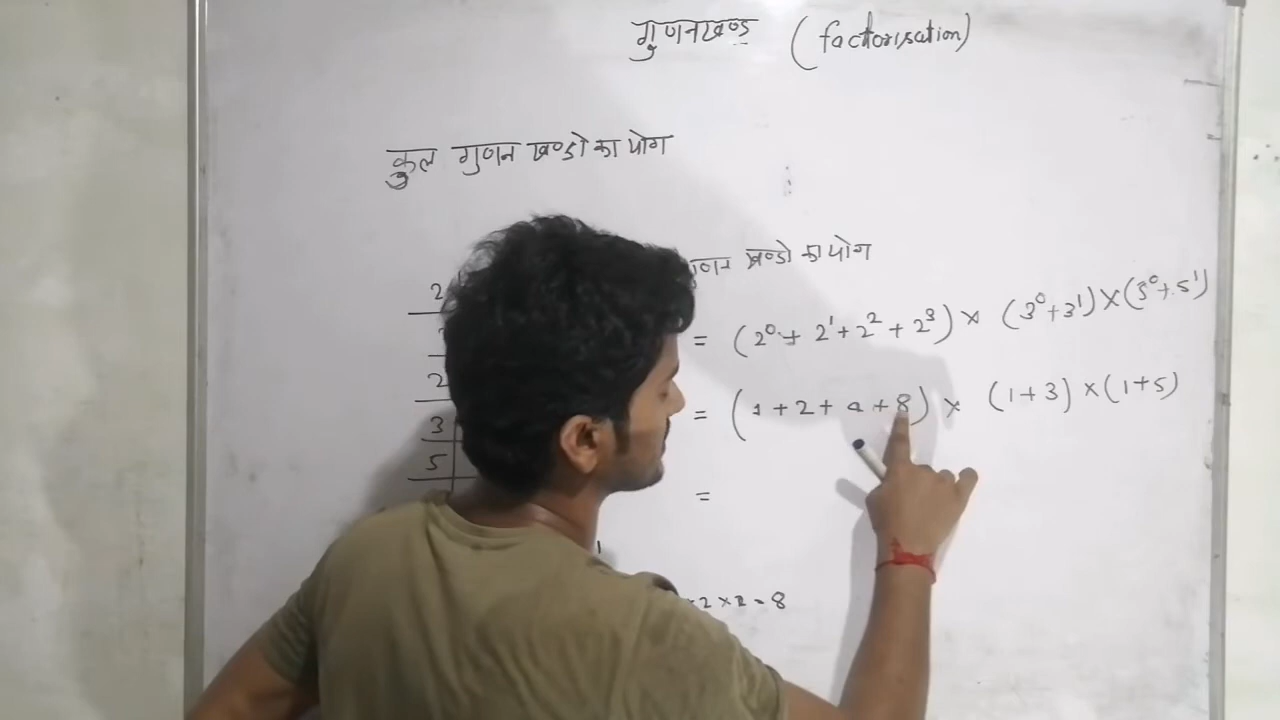 गुणनखण्ड (factorisation)
कुल गुणन खण्डो का योग
गुणन खण्डो का योग
2
= (2⁰ + 2¹ + 2² + 2³) × (3⁰ + 3¹) × (5⁰ + 5¹)
2
= (1 + 2 + 4 + 8) × (1 + 3) × (1 + 5)
3
5
=
2 × 2 = 8